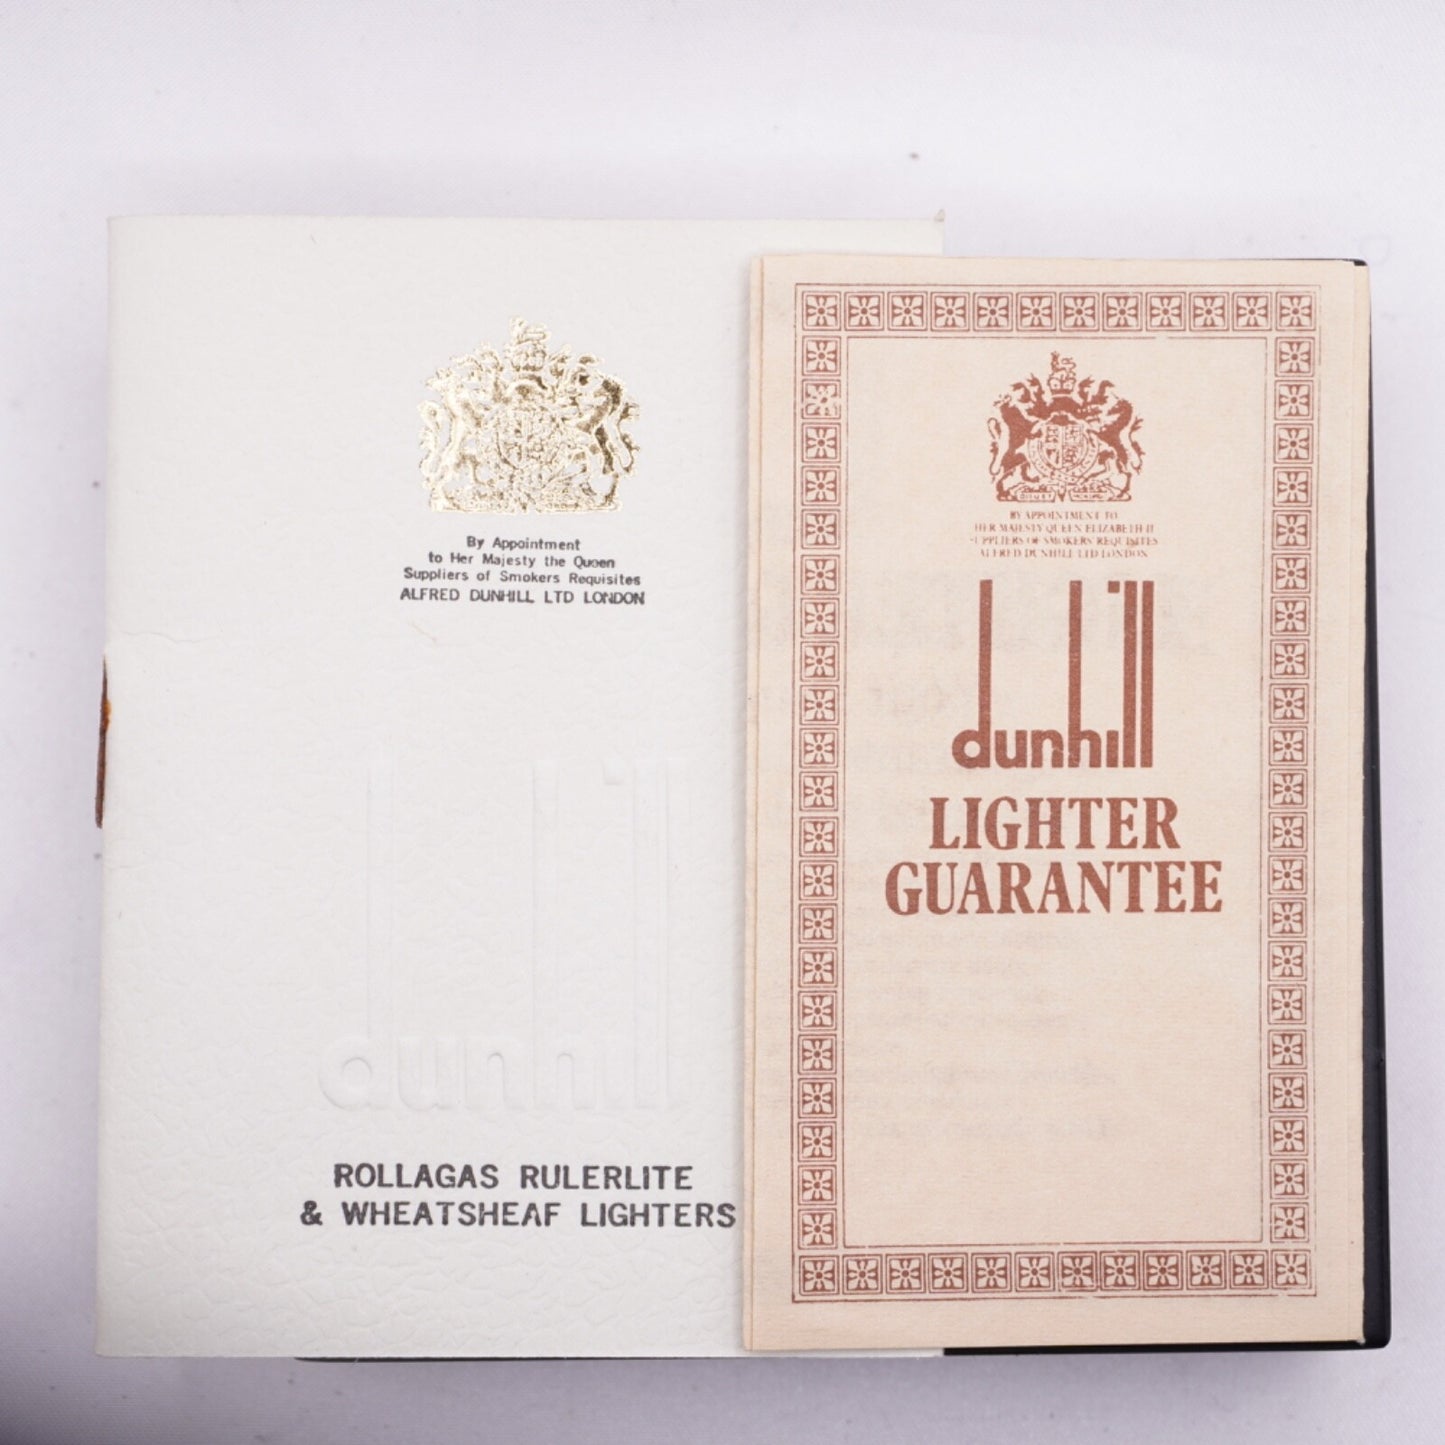 By Appointment
to Her Majesty the Queen
Suppliers of Smokers Requisites
ALFRED DUNHILL LTD LONDON
dunhill
ROLLAGAS RULERLITE
& WHEATSHEAF LIGHTERS
BY APPOINTMENT TO
HER MAJESTY QUEEN ELIZABETH II
SUPPLIERS OF SMOKERS' REQUISITES
ALFRED DUNHILL LTD LONDON
dunhill
LIGHTER
GUARANTEE